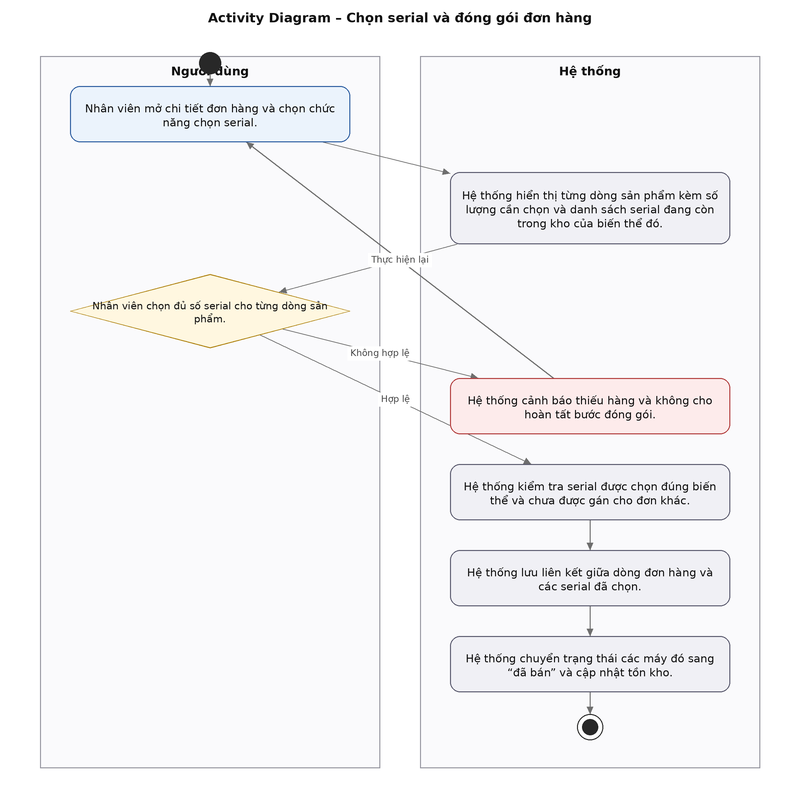 Activity Diagram – Chọn serial và đóng gói đơn hàng
Người dùng
Hệ thống
Nhân viên mở chi tiết đơn hàng và chọn chức
năng chọn serial.
Hệ thống hiển thị từng dòng sản phẩm kèm số
lượng cần chọn và danh sách serial đang còn
trong kho của biến thể đó.
Thực hiện lại
Nhân viên chọn đủ số serial cho từng dòng sản
phẩm.
Không hợp lệ
Hợp lệ
Hệ thống cảnh báo thiếu hàng và không cho
hoàn tất bước đóng gói.
Hệ thống kiểm tra serial được chọn đúng biến
thể và chưa được gán cho đơn khác.
Hệ thống lưu liên kết giữa dòng đơn hàng và
các serial đã chọn.
Hệ thống chuyển trạng thái các máy đó sang
“đã bán” và cập nhật tồn kho.